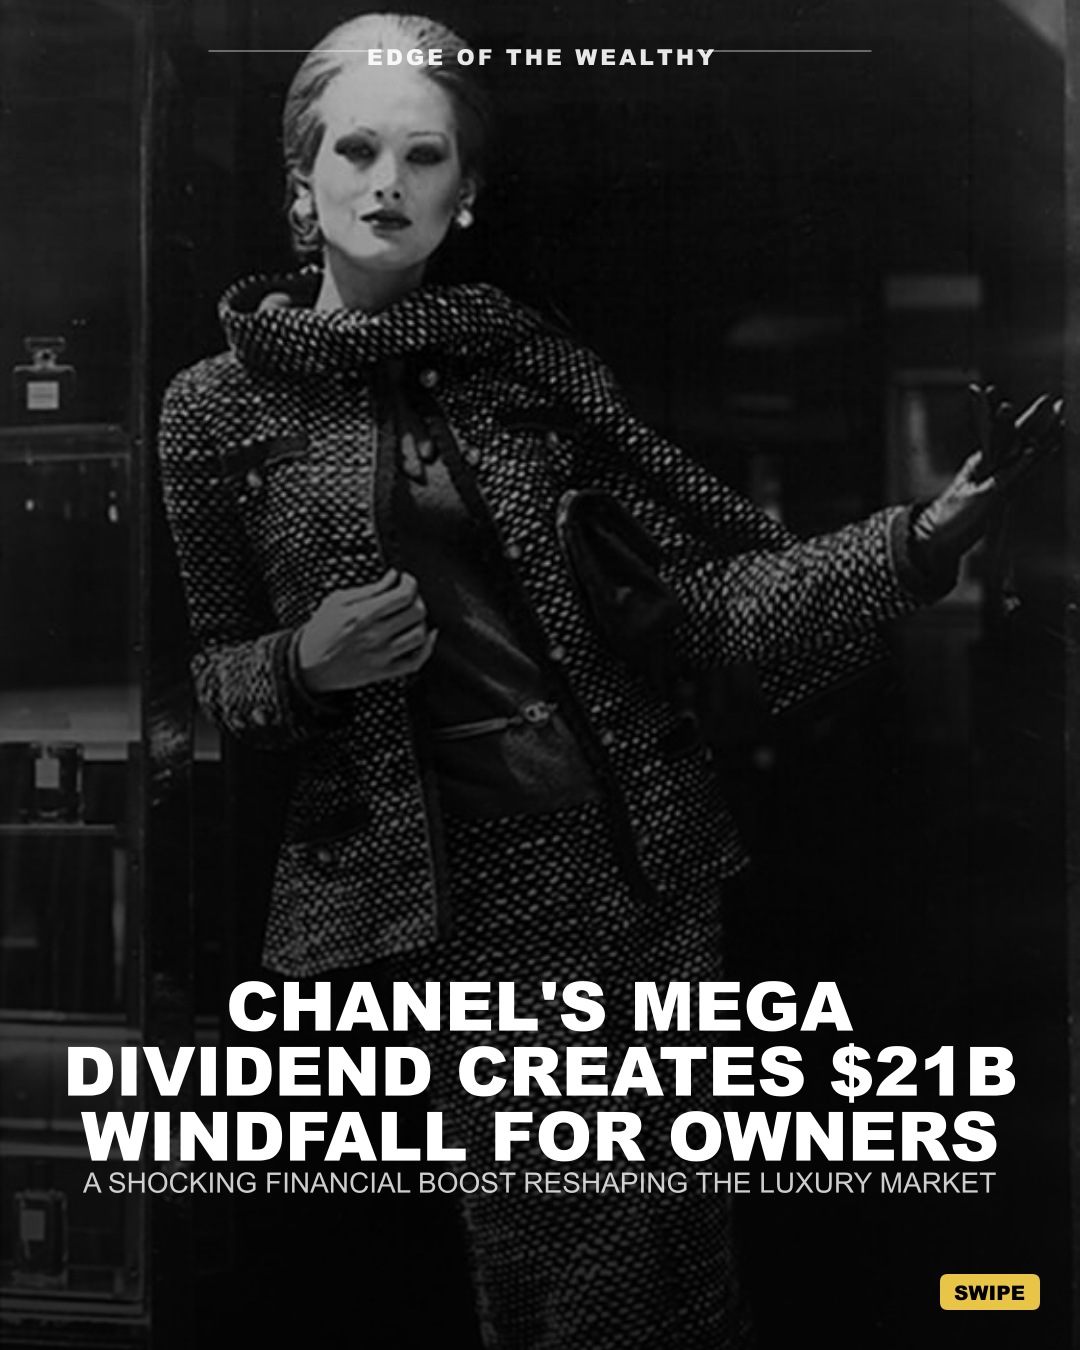 EDGE OF THE WEALTHY
CHANEL'S MEGA
DIVIDEND CREATES $21B
WINDFALL FOR OWNERS
A SHOCKING FINANCIAL BOOST RESHAPING THE LUXURY MARKET
SWIPE